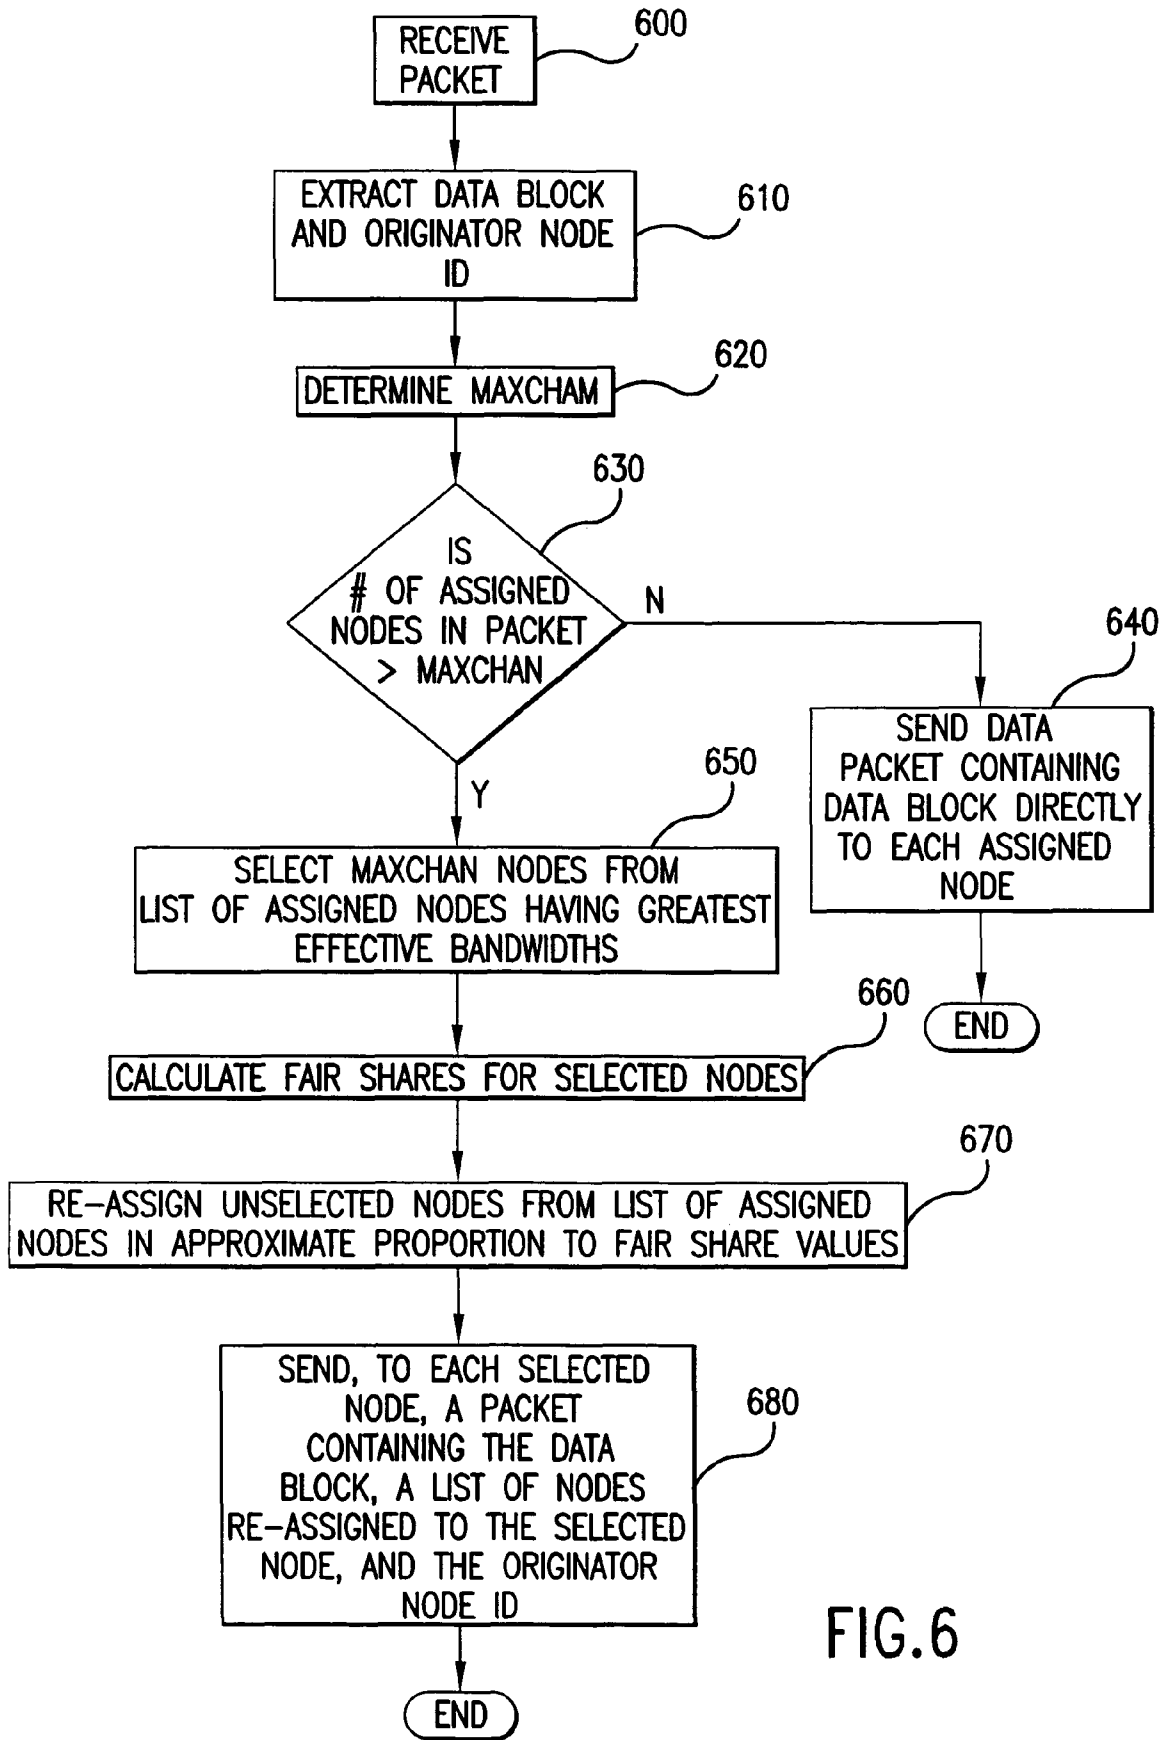 RECEIVE
PACKET
600
EXTRACT DATA BLOCK
AND ORIGINATOR NODE
ID
610
DETERMINE MAXCHAM
620
630
IS
# OF ASSIGNED
NODES IN PACKET
> MAXCHAN
N
Y
640
SEND DATA
PACKET CONTAINING
DATA BLOCK DIRECTLY
TO EACH ASSIGNED
NODE
END
650
SELECT MAXCHAN NODES FROM
LIST OF ASSIGNED NODES HAVING GREATEST
EFFECTIVE BANDWIDTHS
660
CALCULATE FAIR SHARES FOR SELECTED NODES
670
RE-ASSIGN UNSELECTED NODES FROM LIST OF ASSIGNED
NODES IN APPROXIMATE PROPORTION TO FAIR SHARE VALUES
SEND, TO EACH SELECTED
NODE, A PACKET
CONTAINING THE DATA
BLOCK, A LIST OF NODES
RE-ASSIGNED TO THE SELECTED
NODE, AND THE ORIGINATOR
NODE ID
680
END
FIG.6